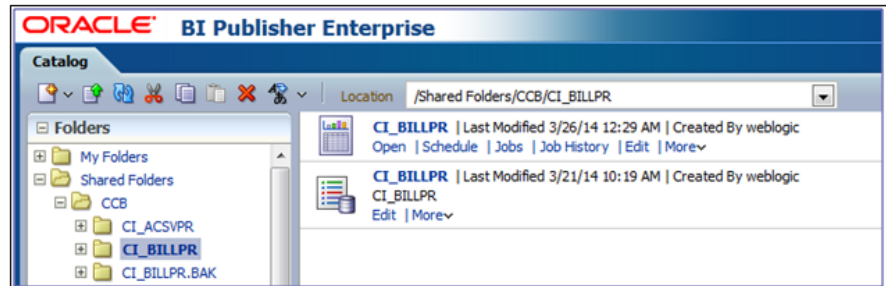 ORACLE BI Publisher Enterprise
Catalog
Location /Shared Folders/CCB/CI_BILLPR
Folders
My Folders
Shared Folders
CCB
CI_ACSVPR
CI_BILLPR
CI_BILLPR.BAK
CI_BILLPR | Last Modified 3/26/14 12:29 AM | Created By weblogic
Open | Schedule | Jobs | Job History | Edit | More
CI_BILLPR | Last Modified 3/21/14 10:19 AM | Created By weblogic
CI_BILLPR
Edit | More